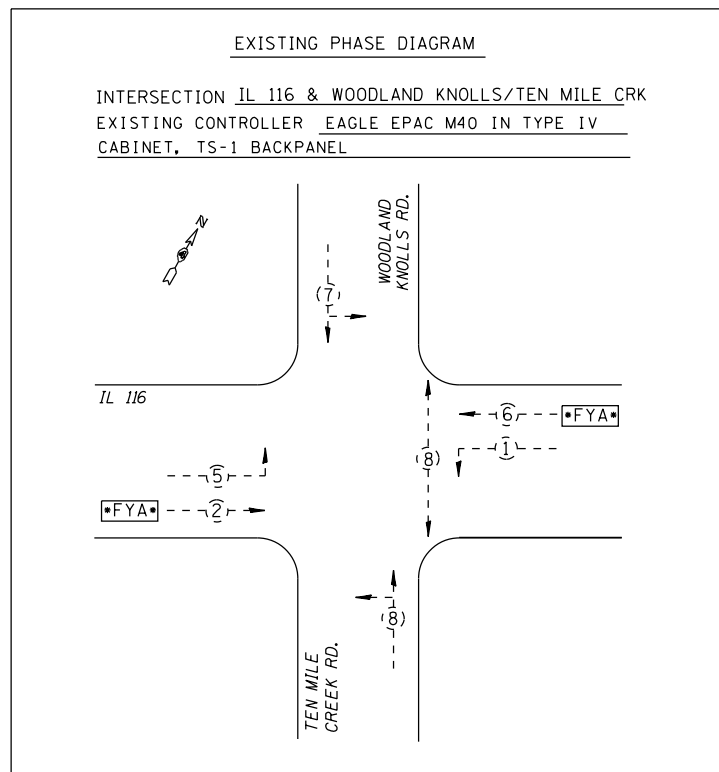 EXISTING PHASE DIAGRAM
INTERSECTION IL 116 & WOODLAND KNOLLS/TEN MILE CRK
EXISTING CONTROLLER EAGLE EPAC M40 IN TYPE IV
CABINET, TS-1 BACKPANEL
N
WOODLAND
KNOLLS RD.
7
IL 116
6 *FYA*
1
8
5
*FYA* 2
8
TEN MILE
CREEK RD.